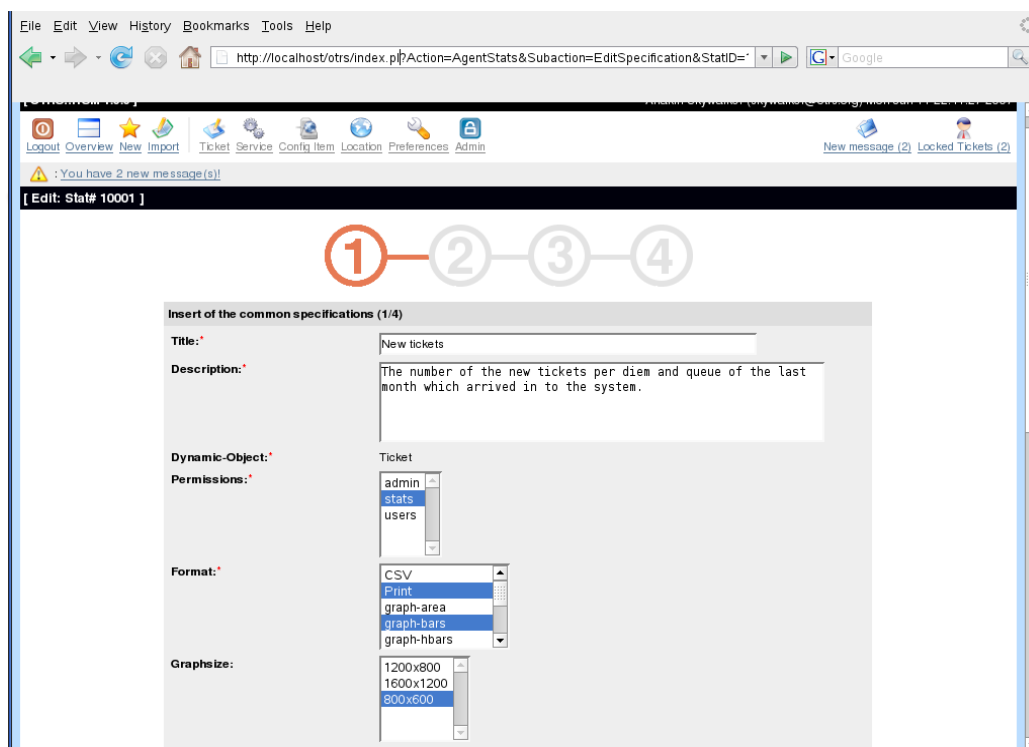 File Edit View History Bookmarks Tools Help
http://localhost/otrs/index.pl?Action=AgentStats&Subaction=EditSpecification&StatID= G Google
Logout Overview New Import Ticket Service Config Item Location Preferences Admin New message (2) Locked Tickets (2)
: You have 2 new message(s)!
[ Edit: Stat# 10001 ]
1 2 3 4
Insert of the common specifications (1/4)
Title:* New tickets
Description:* The number of the new tickets per diem and queue of the last
month which arrived in to the system.
Dynamic-Object:* Ticket
Permissions:* admin
stats
users
Format:* CSV
Print
graph-area
graph-bars
graph-hbars
Graphsize: 1200x800
1600x1200
800x600